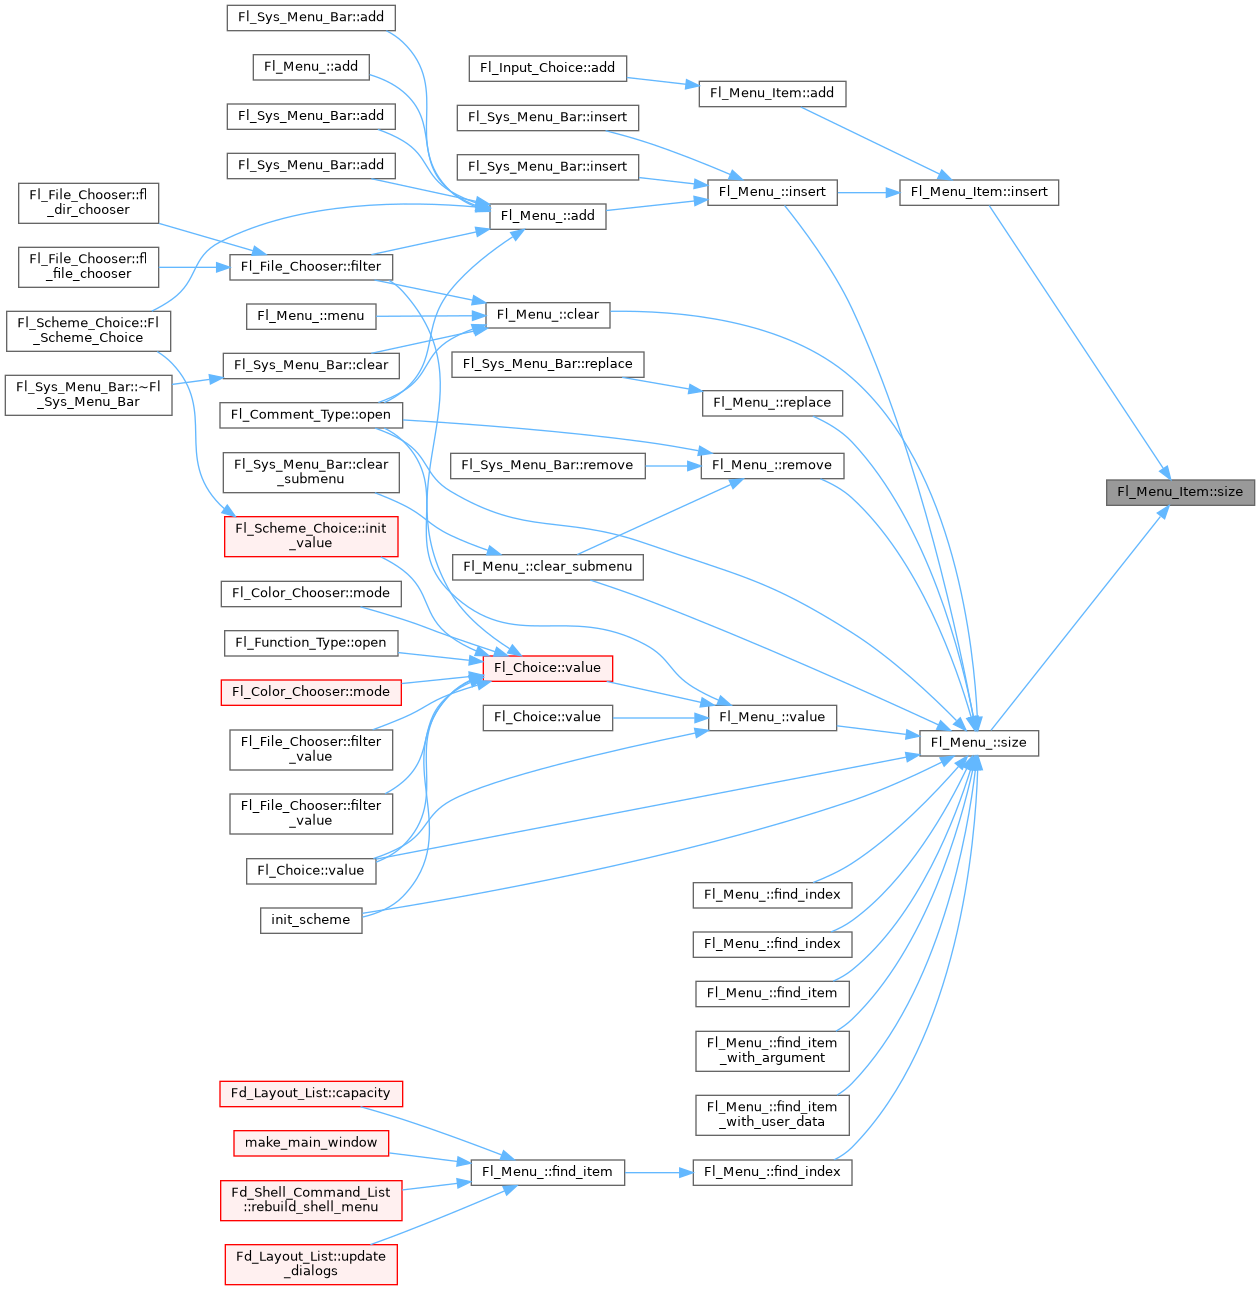 Fl_Sys_Menu_Bar::add
Fl_Menu_::add
Fl_Sys_Menu_Bar::add
Fl_Sys_Menu_Bar::add
Fl_File_Chooser::fl
_dir_chooser
Fl_File_Chooser::fl
_file_chooser
Fl_Scheme_Choice::Fl
_Scheme_Choice
Fl_Sys_Menu_Bar::~Fl
_Sys_Menu_Bar
Fl_File_Chooser::filter
Fl_Menu_::menu
Fl_Sys_Menu_Bar::clear
Fl_Comment_Type::open
Fl_Sys_Menu_Bar::clear
_submenu
Fl_Scheme_Choice::init
_value
Fl_Color_Chooser::mode
Fl_Function_Type::open
Fl_Color_Chooser::mode
Fl_File_Chooser::filter
_value
Fl_File_Chooser::filter
_value
Fl_Choice::value
init_scheme
Fd_Layout_List::capacity
make_main_window
Fd_Shell_Command_List
::rebuild_shell_menu
Fd_Layout_List::update
_dialogs
Fl_Input_Choice::add
Fl_Sys_Menu_Bar::insert
Fl_Sys_Menu_Bar::insert
Fl_Menu_::add
Fl_Menu_::clear
Fl_Sys_Menu_Bar::replace
Fl_Sys_Menu_Bar::remove
Fl_Menu_::clear_submenu
Fl_Choice::value
Fl_Choice::value
Fl_Menu_::find_item
Fl_Menu_Item::add
Fl_Menu_::insert
Fl_Menu_::replace
Fl_Menu_::remove
Fl_Menu_::value
Fl_Menu_::find_index
Fl_Menu_::find_index
Fl_Menu_::find_item
Fl_Menu_::find_item
_with_argument
Fl_Menu_::find_item
_with_user_data
Fl_Menu_::find_index
Fl_Menu_Item::insert
Fl_Menu_::size
Fl_Menu_Item::size